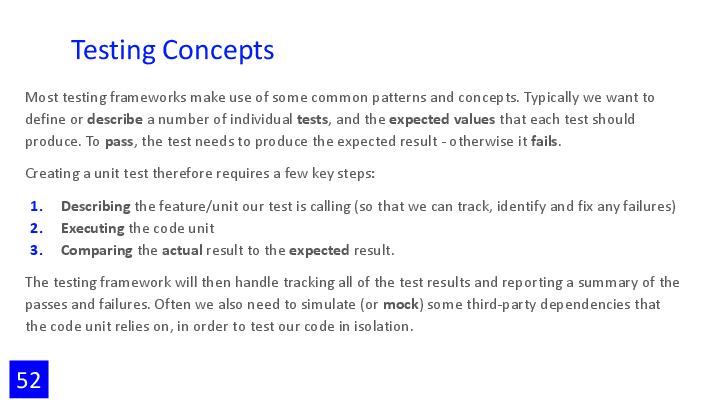 Testing Concepts
Most testing frameworks make use of some common patterns and concepts. Typically we want to
define or describe a number of individual tests, and the expected values that each test should
produce. To pass, the test needs to produce the expected result - otherwise it fails.
Creating a unit test therefore requires a few key steps:
1. Describing the feature/unit our test is calling (so that we can track, identify and fix any failures)
2. Executing the code unit
3. Comparing the actual result to the expected result.
The testing framework will then handle tracking all of the test results and reporting a summary of the
passes and failures. Often we also need to simulate (or mock) some third-party dependencies that
the code unit relies on, in order to test our code in isolation.
52